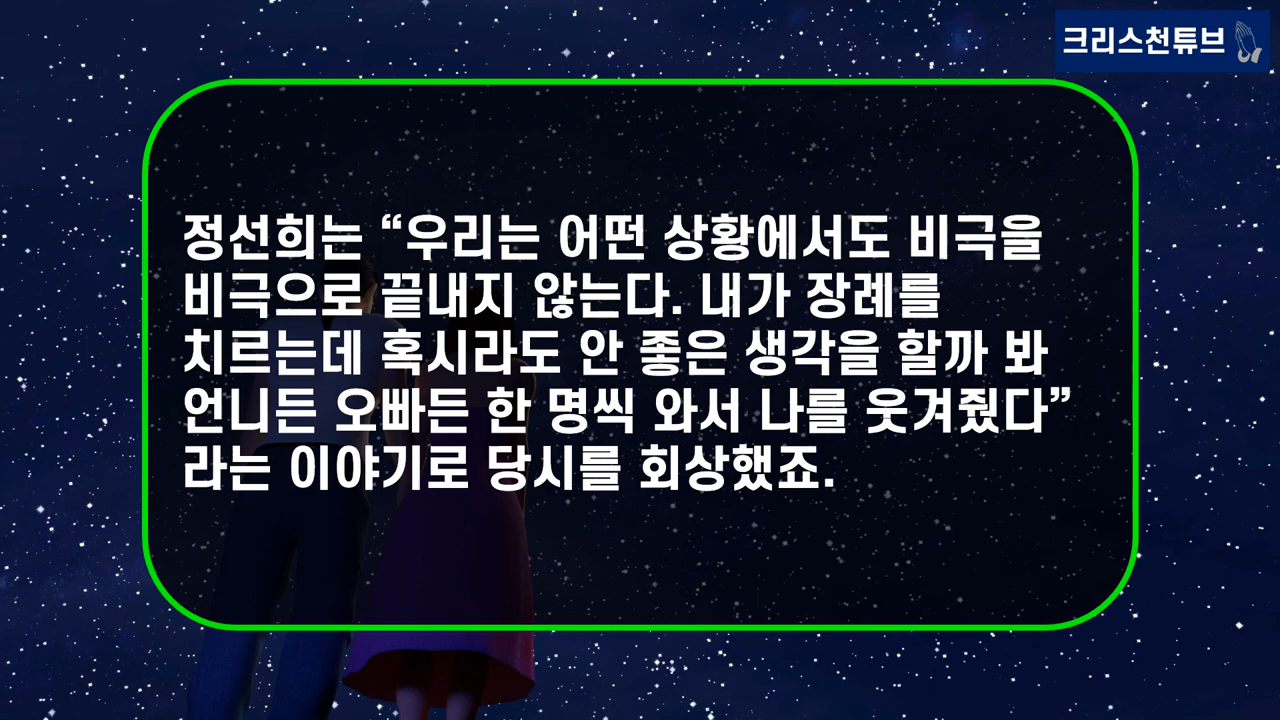 크리스천튜브
정선희는 “우리는 어떤 상황에서도 비극을
비극으로 끝내지 않는다. 내가 장례를
치르는데 혹시라도 안 좋은 생각을 할까 봐
언니든 오빠든 한 명씩 와서 나를 웃겨줬다”
라는 이야기로 당시를 회상했죠.